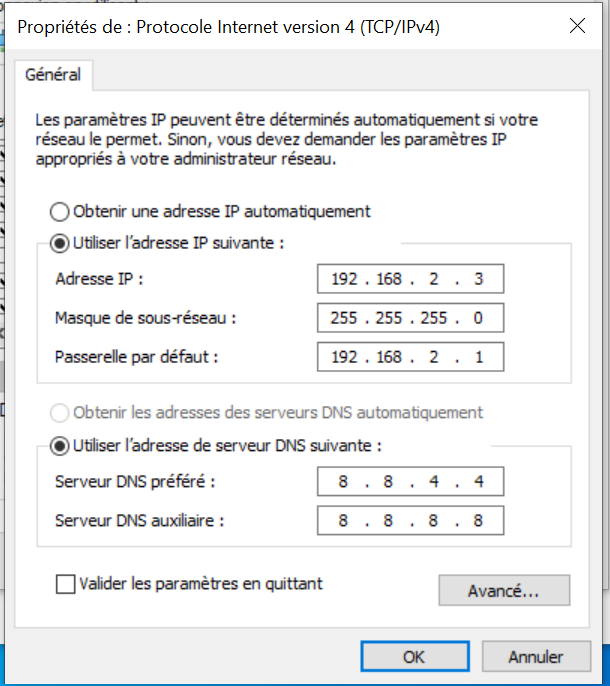 Propriétés de : Protocole Internet version 4 (TCP/IPv4)
Général
Les paramètres IP peuvent être déterminés automatiquement si votre
réseau le permet. Sinon, vous devez demander les paramètres IP
appropriés à votre administrateur réseau.
Obtenir une adresse IP automatiquement
Utiliser l'adresse IP suivante :
Adresse IP : 192 . 168 . 2 . 3
Masque de sous-réseau : 255 . 255 . 255 . 0
Passerelle par défaut : 192 . 168 . 2 . 1
Obtenir les adresses des serveurs DNS automatiquement
Utiliser l'adresse de serveur DNS suivante :
Serveur DNS préféré : 8 . 8 . 4 . 4
Serveur DNS auxiliaire : 8 . 8 . 8 . 8
Valider les paramètres en quittant
Avancé...
OK Annuler